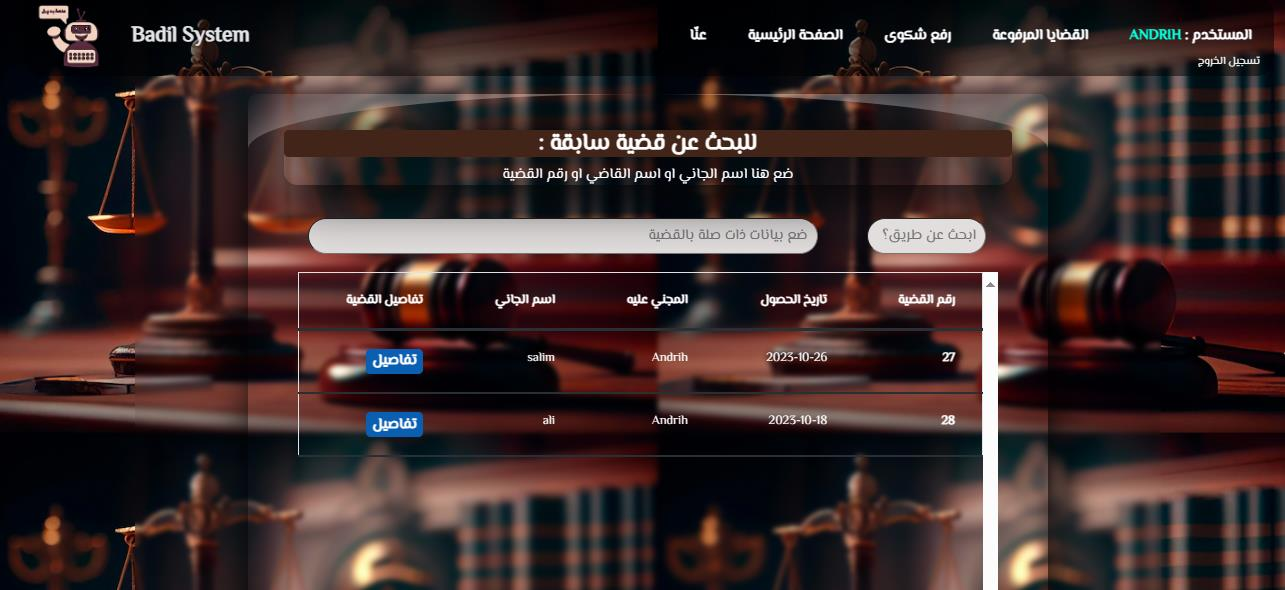 المستخدم : ANDRIH
القضايا المرفوعة
رفع شكوى
الصفحة الرئيسية
عنّا
Badil System
تسجيل الخروج
للبحث عن قضية سابقة :
ضع هنا اسم الجاني او اسم القاضي او رقم القضية
ابحث عن طريق؟
ضع بيانات ذات صلة بالقضية
رقم القضية تاريخ الحصول المجني عليه اسم الجاني تفاصيل القضية
27 2023-10-26 Andrih salim تفاصيل
28 2023-10-18 Andrih ali تفاصيل